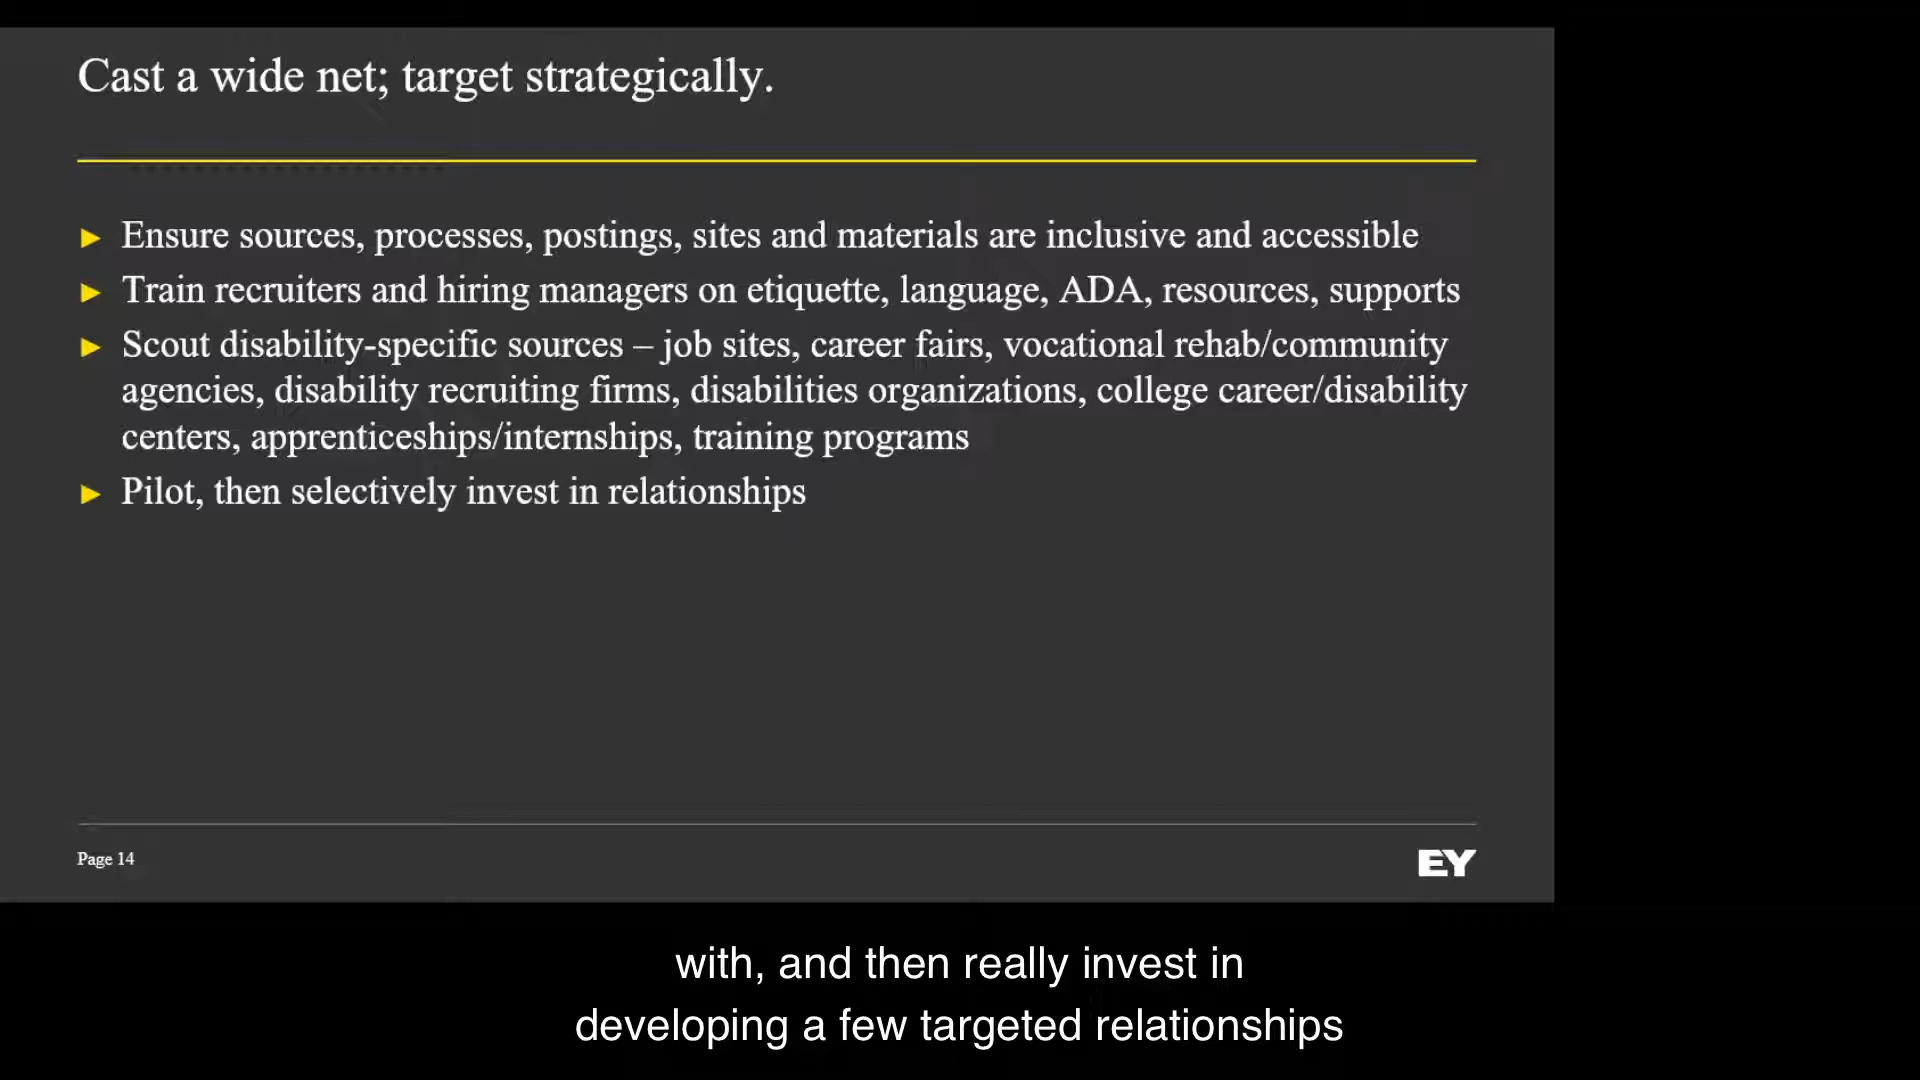 Cast a wide net; target strategically.
► Ensure sources, processes, postings, sites and materials are inclusive and accessible
► Train recruiters and hiring managers on etiquette, language, ADA, resources, supports
► Scout disability-specific sources – job sites, career fairs, vocational rehab/community
agencies, disability recruiting firms, disabilities organizations, college career/disability
centers, apprenticeships/internships, training programs
► Pilot, then selectively invest in relationships
Page 14
EY
with, and then really invest in
developing a few targeted relationships